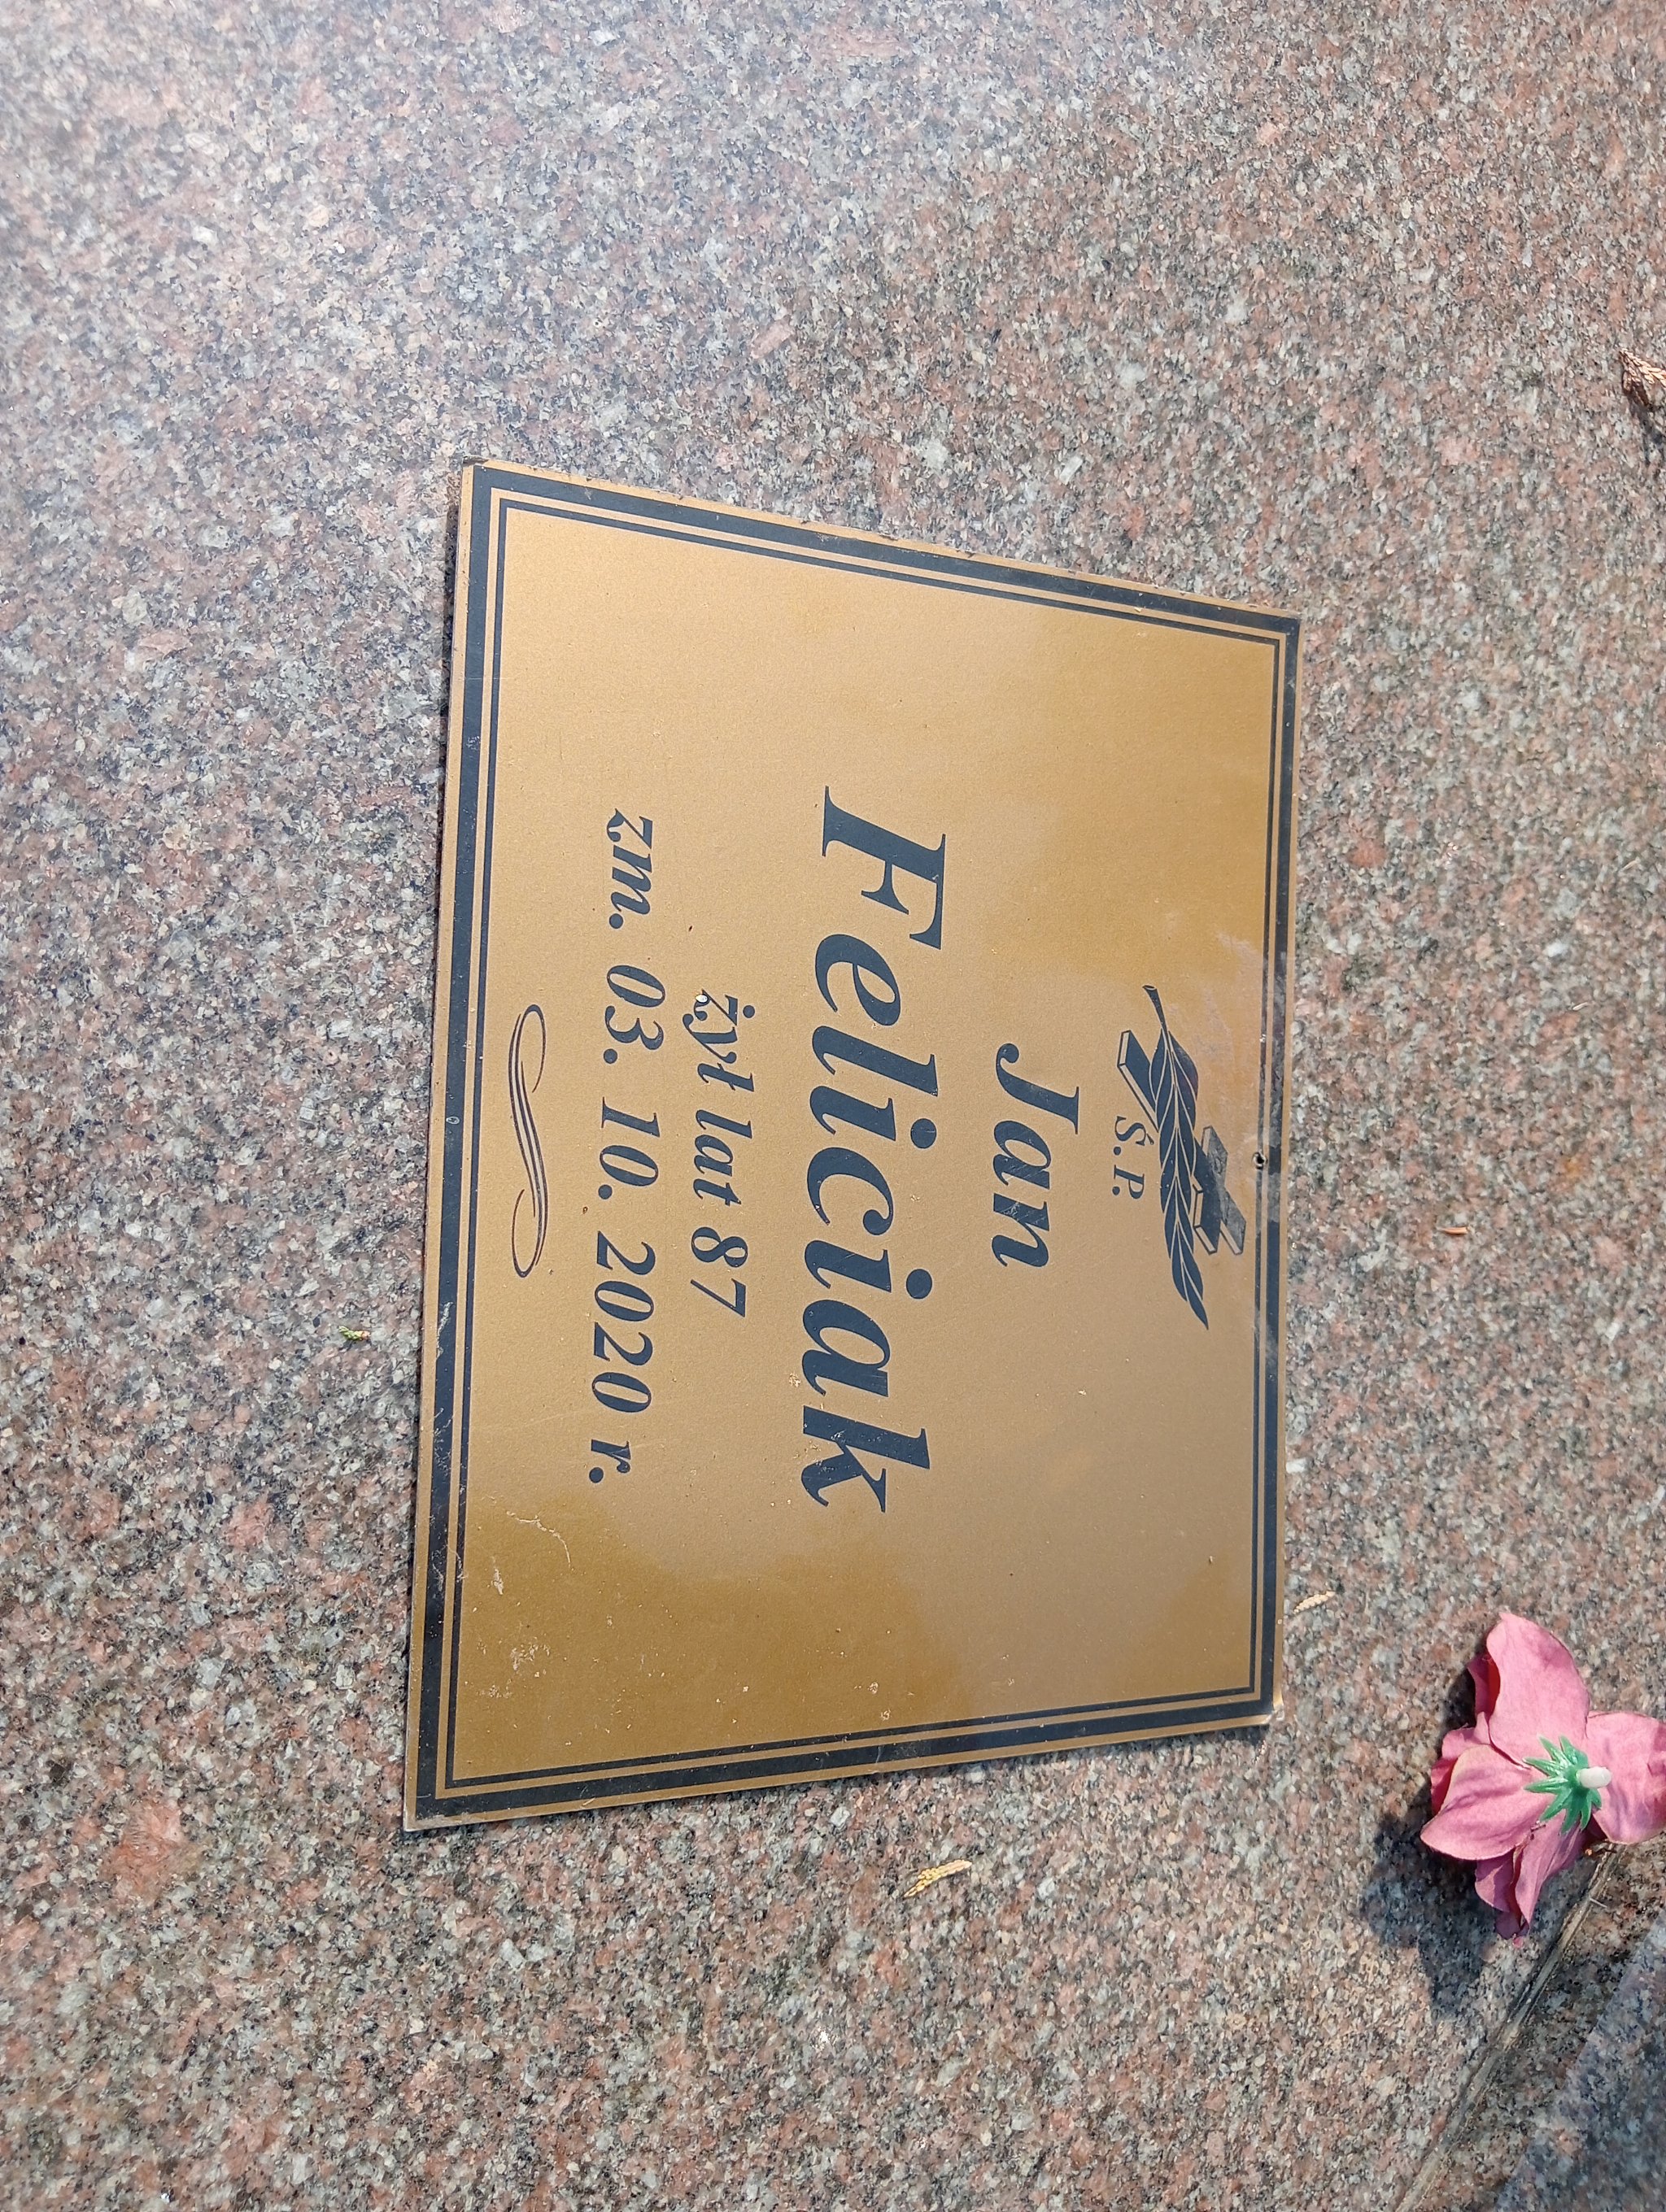 Ś.P.
Jan
Feliciak
żył lat 87
zm. 03. 10. 2020 r.